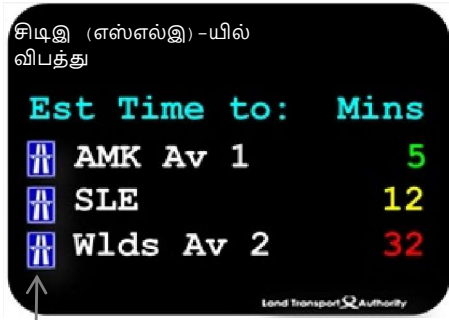 சிடிஇ (எஸ்எல்இ)-யில்
விபத்து
Est Time to: Mins
AMK Av 1 5
SLE 12
Wlds Av 2 32
Land Transport Authority